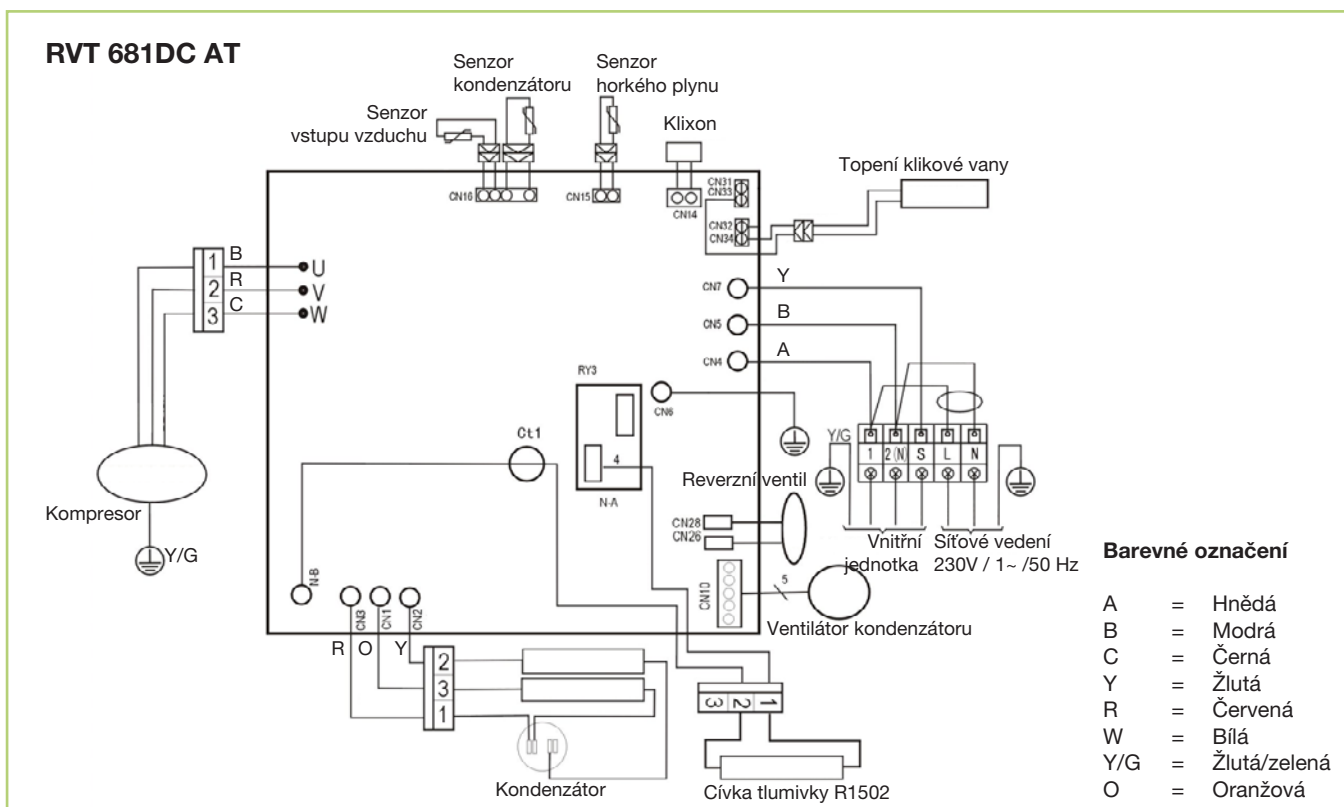 RVT 681DC AT
Senzor
kondenzátoru
Senzor
horkého plynu
Senzor
vstupu vzduchu
Klixon
Topení klikové vany
CN16
CN15
CN14
CN31
CN33
CN32
CN34
1 B U
2 R V
3 C W
CN7 Y
CN5 B
CN4 A
RY3
CN6
Ct1
4
N-A
Y/G
1 2(N) S L N
Reverzní ventil
CN28
CN26
Vnitřní
jednotka
Síťové vedení
230V / 1~ /50 Hz
Kompresor
Y/G
N-B
CN3
CN1
CN2
CN10
5
Ventilátor kondenzátoru
R O Y
2
3
1
3 2 1
Kondenzátor
Cívka tlumivky R1502
Barevné označení
A = Hnědá
B = Modrá
C = Černá
Y = Žlutá
R = Červená
W = Bílá
Y/G = Žlutá/zelená
O = Oranžová